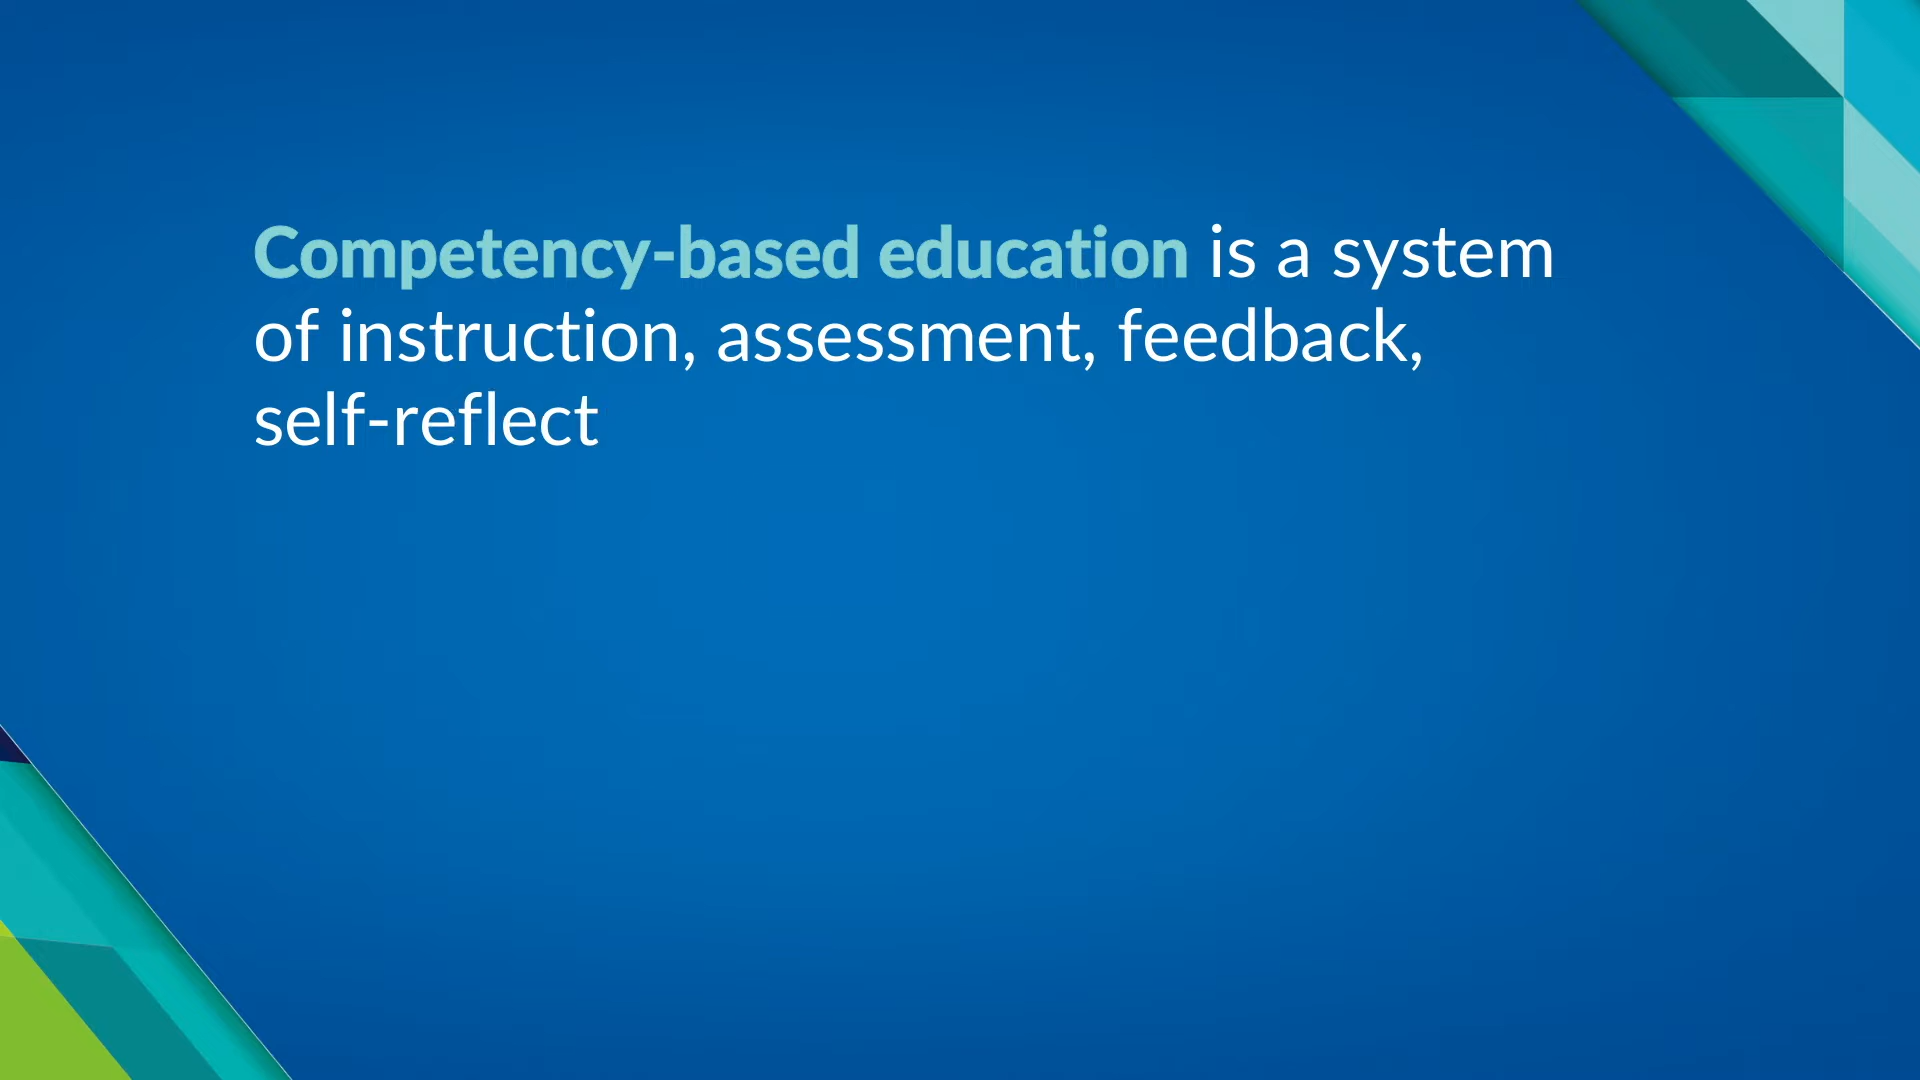 Competency-based education is a system
of instruction, assessment, feedback,
self-reflect